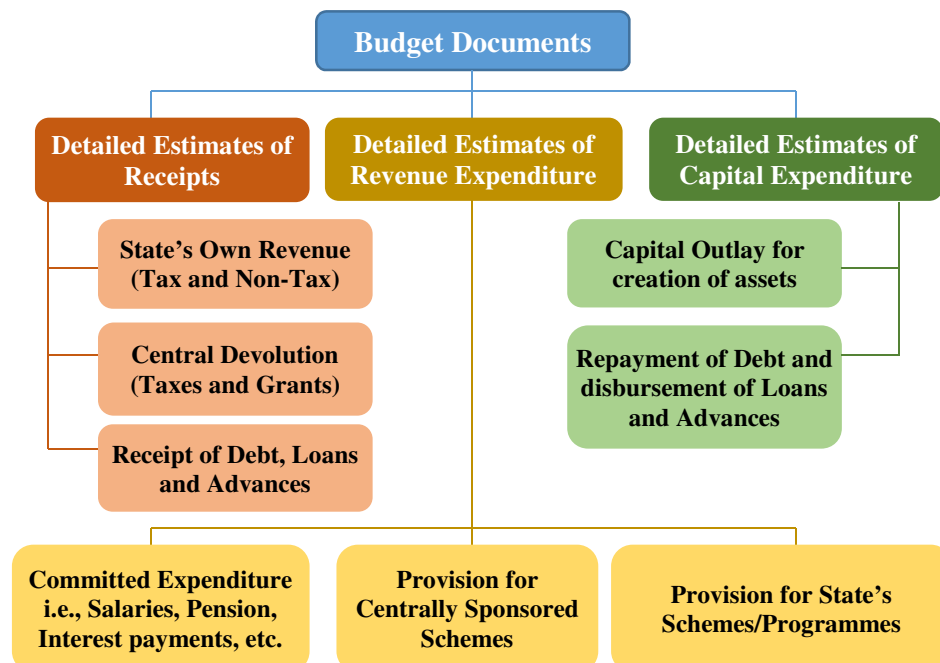 Budget Documents
Detailed Estimates of
Receipts
Detailed Estimates of
Revenue Expenditure
Detailed Estimates of
Capital Expenditure
State’s Own Revenue
(Tax and Non-Tax)
Central Devolution
(Taxes and Grants)
Receipt of Debt, Loans
and Advances
Capital Outlay for
creation of assets
Repayment of Debt and
disbursement of Loans
and Advances
Committed Expenditure
i.e., Salaries, Pension,
Interest payments, etc.
Provision for
Centrally Sponsored
Schemes
Provision for State’s
Schemes/Programmes